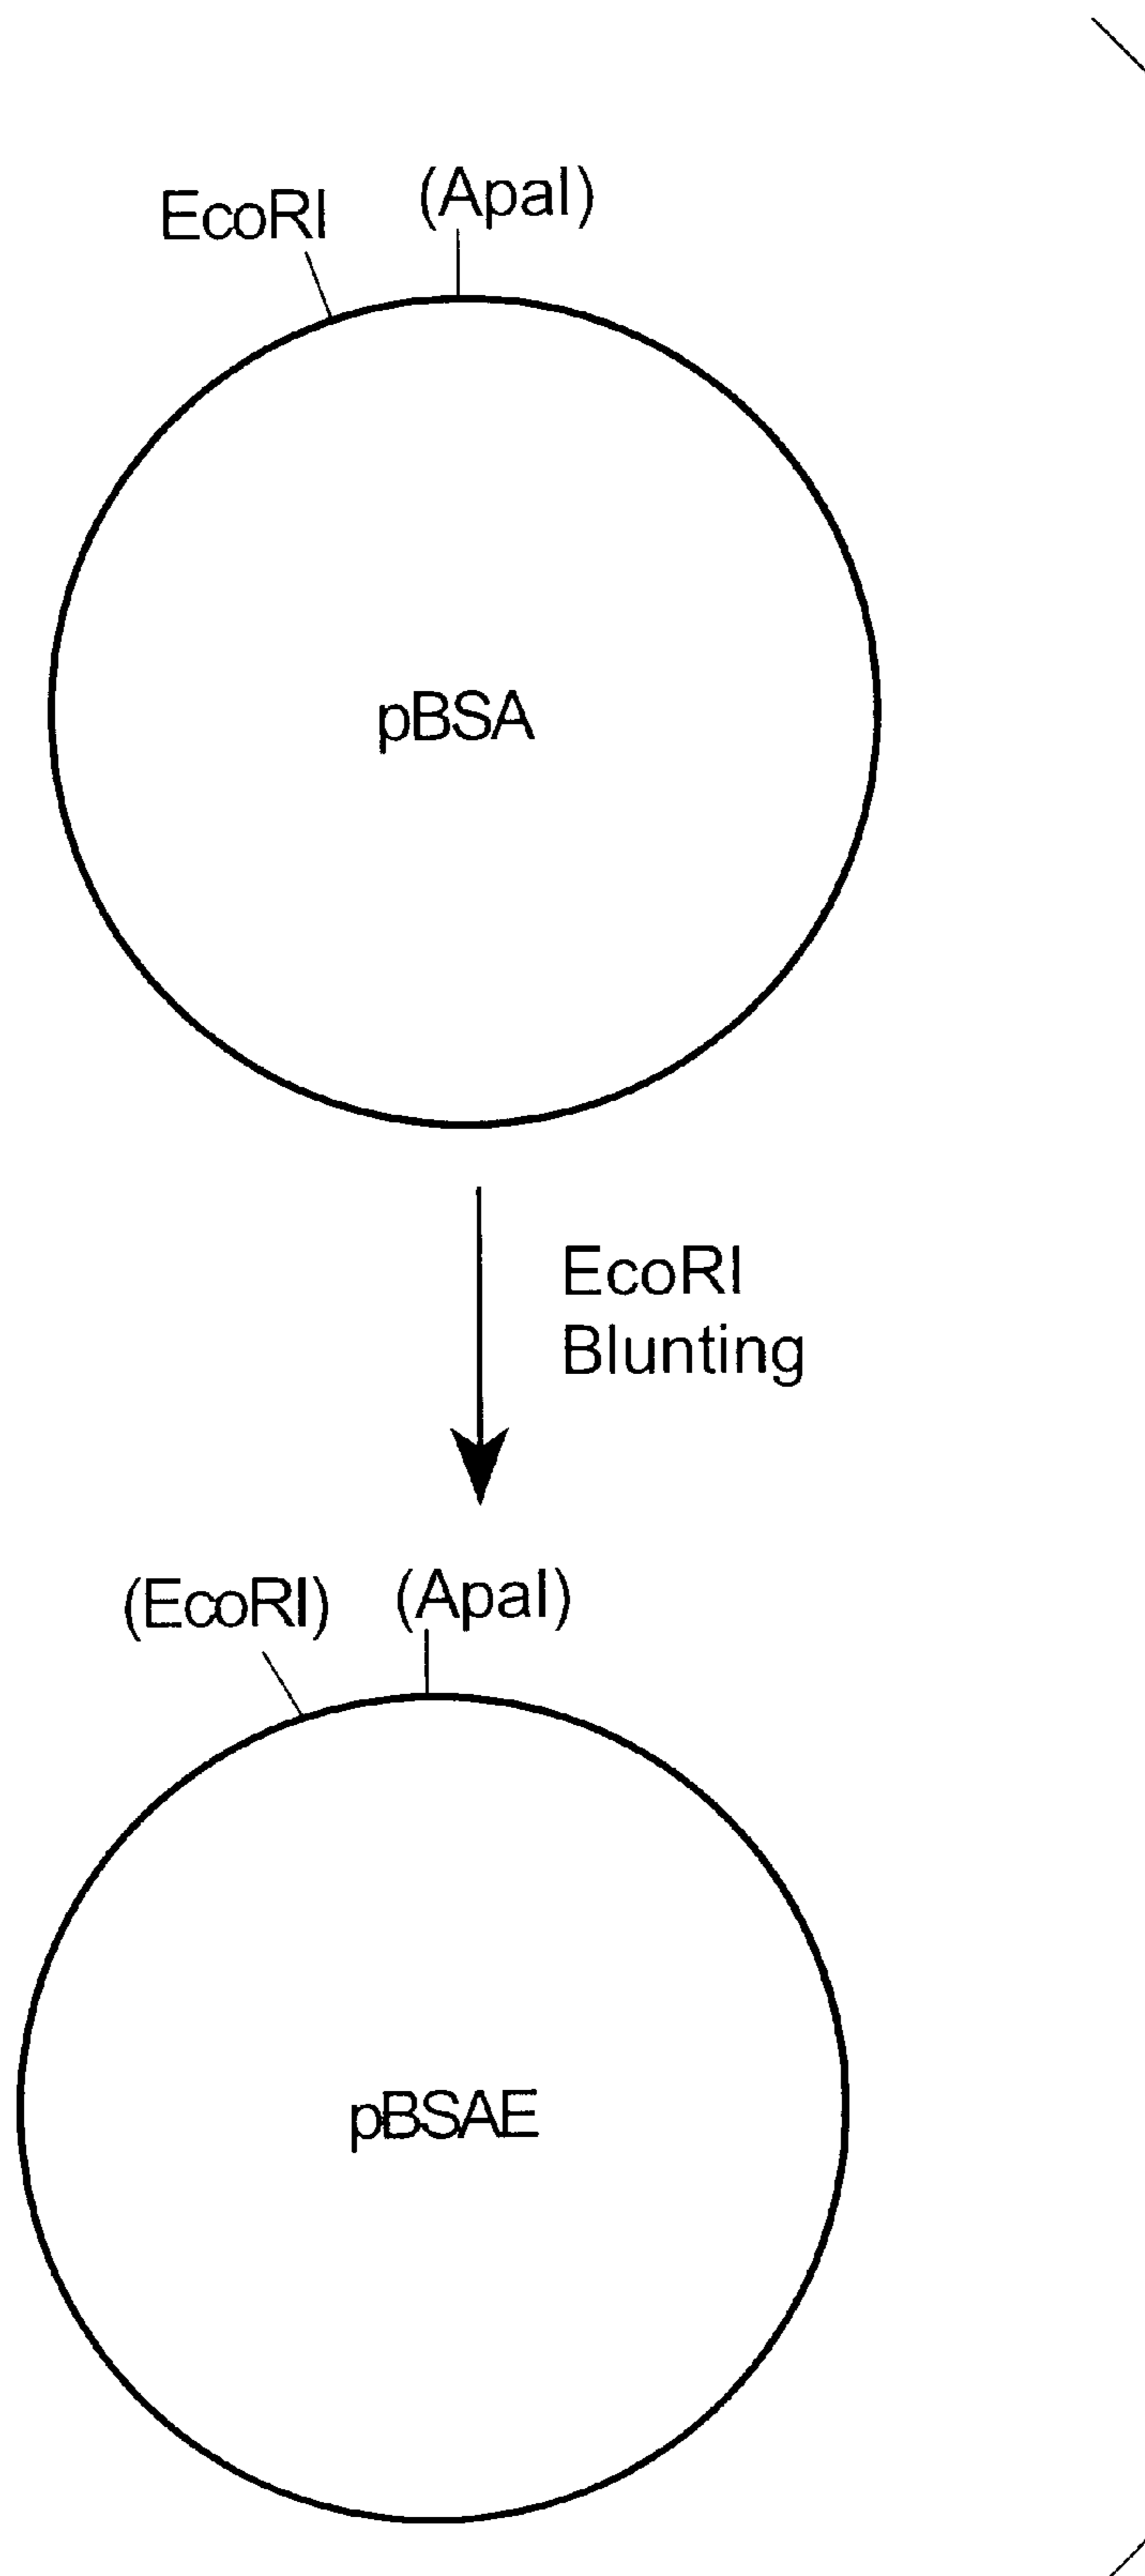 EcoRI (ApaI)
pBSA
EcoRI
Blunting
(EcoRI) (ApaI)
pBSAE